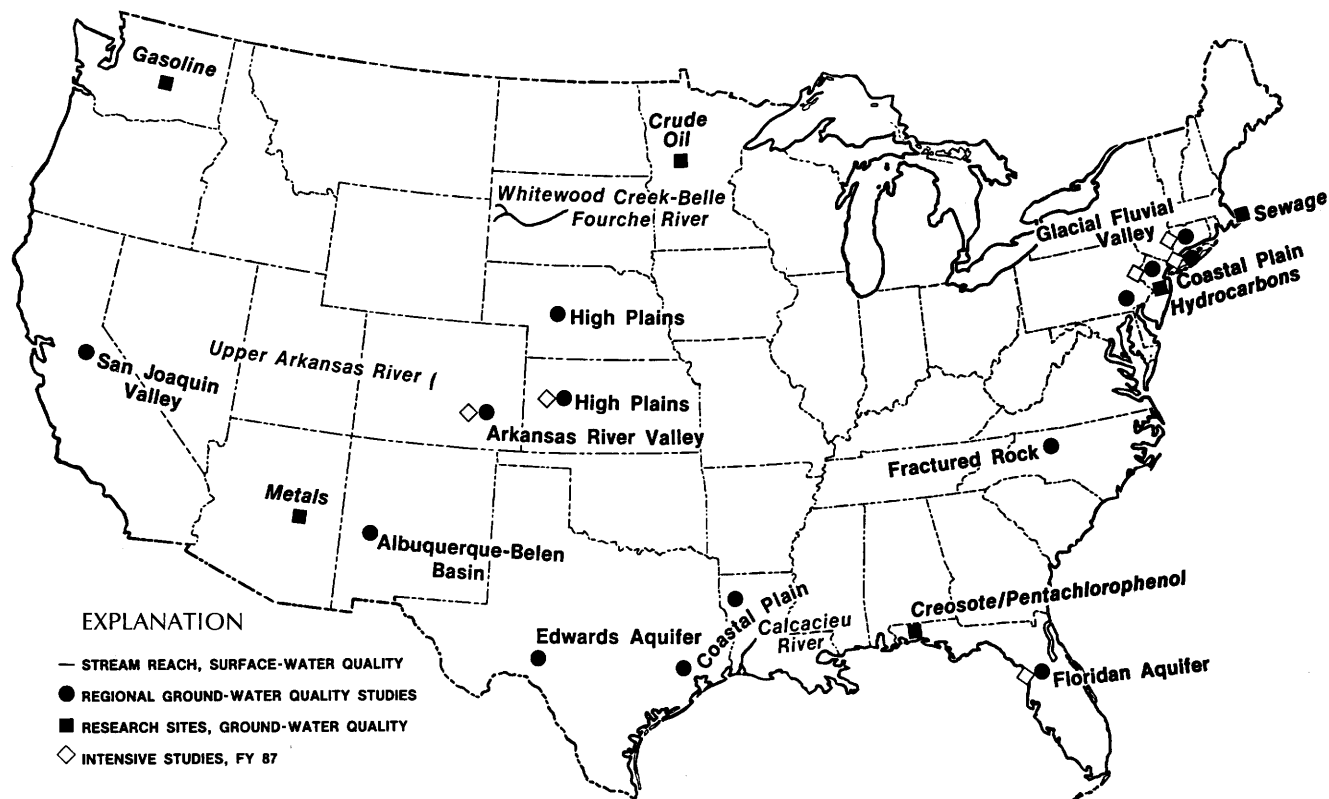 Gasoline
Crude
Oil
Whitewood Creek-Belle
Fourche River
Glacial Fluvial
Valley
Sewage
Coastal Plain
Hydrocarbons
High Plains
San Joaquin
Valley
Upper Arkansas River
High Plains
Arkansas River Valley
Fractured Rock
Metals
Albuquerque-Belen
Basin
Edwards Aquifer
Coastal Plain
Calcacieu
River
Creosote/Pentachlorophenol
Floridan Aquifer
EXPLANATION
STREAM REACH, SURFACE-WATER QUALITY
REGIONAL GROUND-WATER QUALITY STUDIES
RESEARCH SITES, GROUND-WATER QUALITY
INTENSIVE STUDIES, FY 87